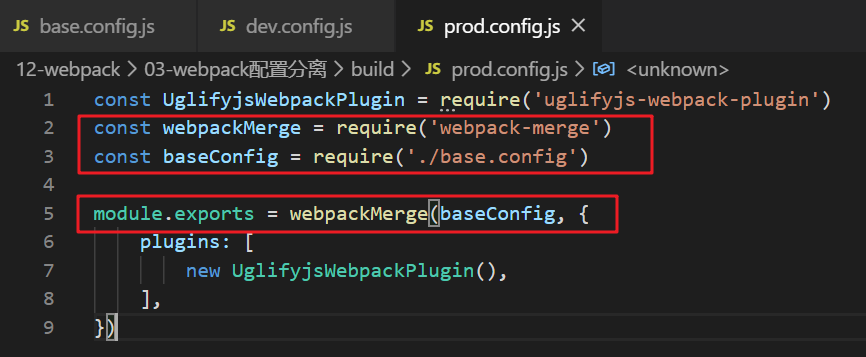 JS base.config.js JS dev.config.js JS prod.config.js ×
12-webpack > 03-webpack配置分离 > build > JS prod.config.js > <unknown>
1 const UglifyjsWebpackPlugin = require('uglifyjs-webpack-plugin')
2 const webpackMerge = require('webpack-merge')
3 const baseConfig = require('./base.config')
4
5 module.exports = webpackMerge(baseConfig, {
6     plugins: [
7         new UglifyjsWebpackPlugin(),
8     ],
9 })